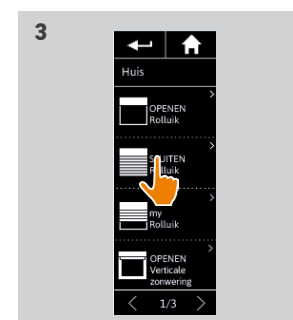 3
Huis
OPENEN
Rolluik
SLUITEN
Rolluik
my
Rolluik
OPENEN
Verticale
zonwering
1/3